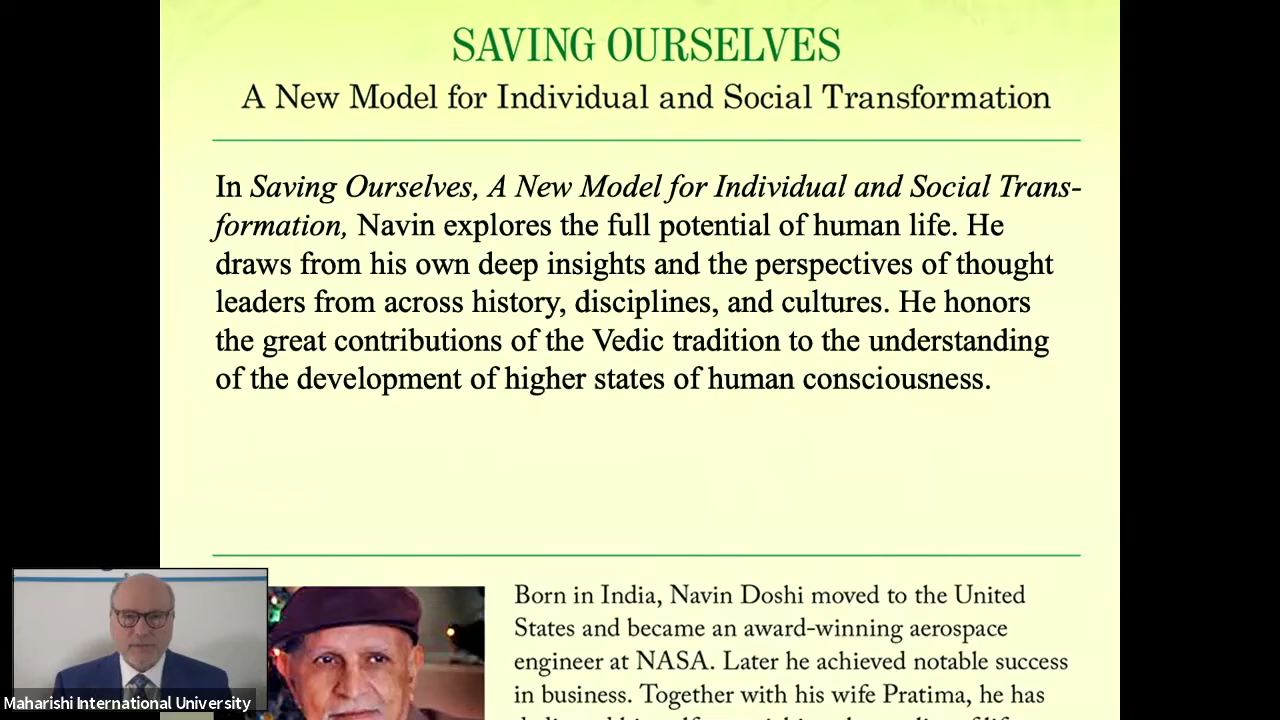 SAVING OURSELVES
A New Model for Individual and Social Transformation
In Saving Ourselves, A New Model for Individual and Social Trans-
formation, Navin explores the full potential of human life. He
draws from his own deep insights and the perspectives of thought
leaders from across history, disciplines, and cultures. He honors
the great contributions of the Vedic tradition to the understanding
of the development of higher states of human consciousness.
Born in India, Navin Doshi moved to the United
States and became an award-winning aerospace
engineer at NASA. Later he achieved notable success
in business. Together with his wife Pratima, he has
Maharishi International University